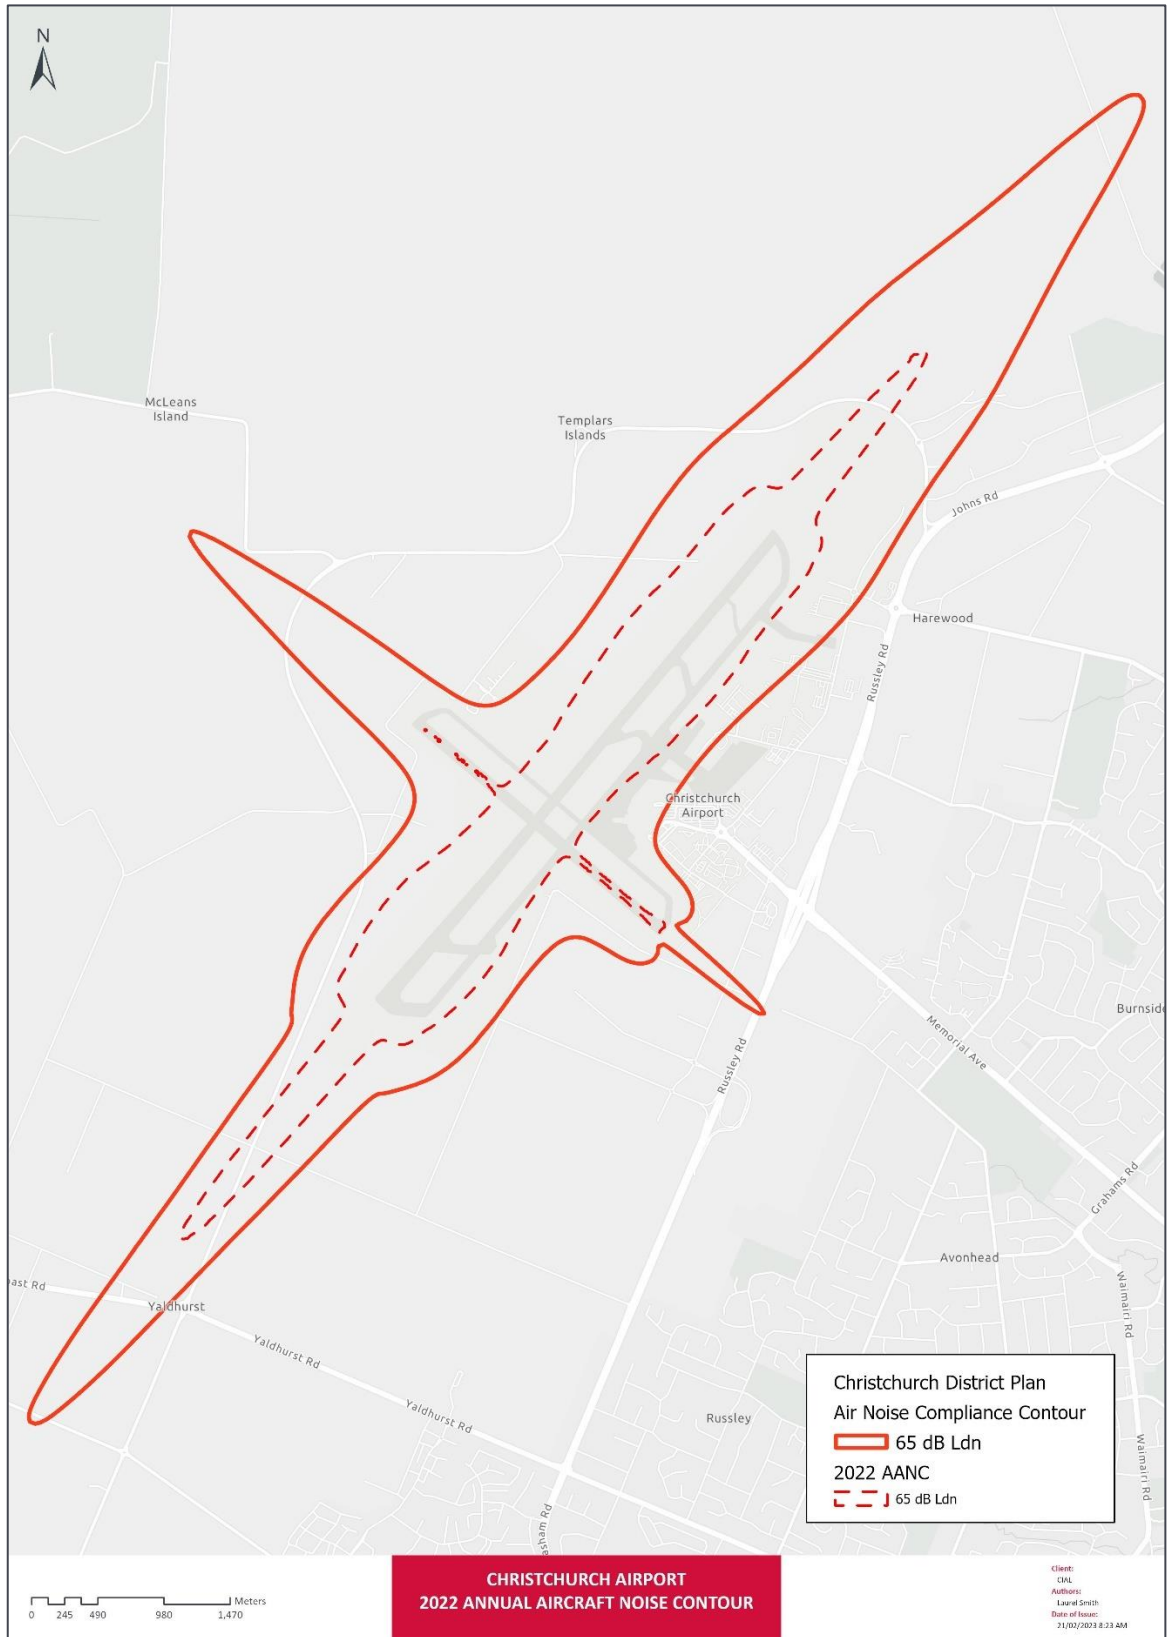 N
McLeans
Island
Templars
Islands
Johns Rd
Harewood
Russley Rd
Christchurch
Airport
Burnside
Memorial Ave
Russley Rd
Grahams Rd
Avonhead
Waimairi Rd
oast Rd
Yaldhurst
Yaldhurst Rd
Yaldhurst Rd
Russley
Waimairi Rd
asham Rd
Christchurch District Plan
Air Noise Compliance Contour
65 dB Ldn
2022 AANC
65 dB Ldn
Meters
0 245 490 980 1,470
CHRISTCHURCH AIRPORT
2022 ANNUAL AIRCRAFT NOISE CONTOUR
Client:
CIAL
Authors:
Laurel Smith
Date of Issue:
21/02/2023 8:23 AM